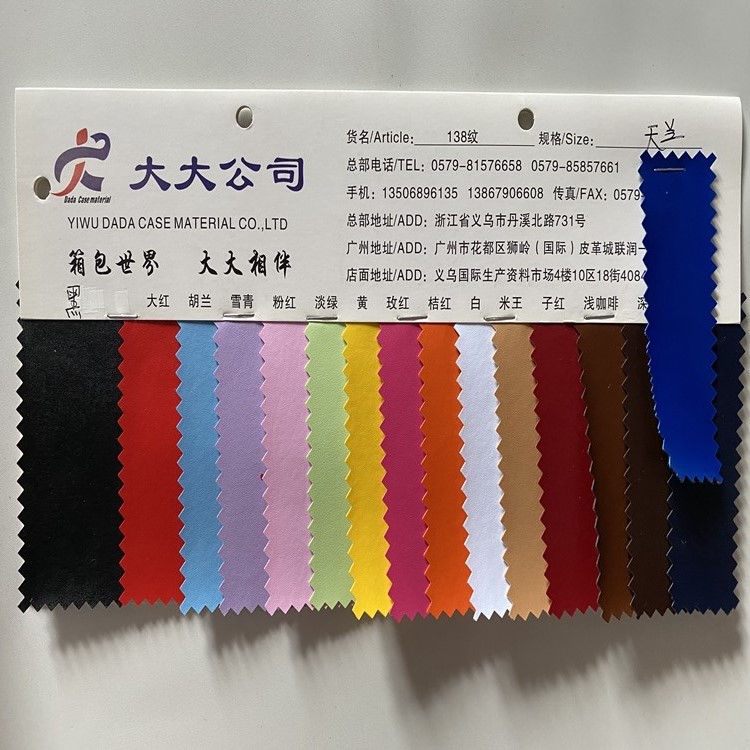 货名/Article: 138纹 规格/Size: 天兰
大大公司
Dada Case material
总部电话/TEL: 0579-81576658 0579-85857661
手机: 13506896135 13867906608 传真/FAX: 0579-
YIWU DADA CASE MATERIAL CO.,LTD
总部地址/ADD: 浙江省义乌市丹溪北路731号
箱包世界 大大相伴
广州地址/ADD: 广州市花都区狮岭(国际)皮革城联润一
店面地址/ADD: 义乌国际生产资料市场4楼10区18街4084
大红 胡兰 雪青 粉红 淡绿 黄 玫红 桔红 白 米王 子红 浅咖啡 深